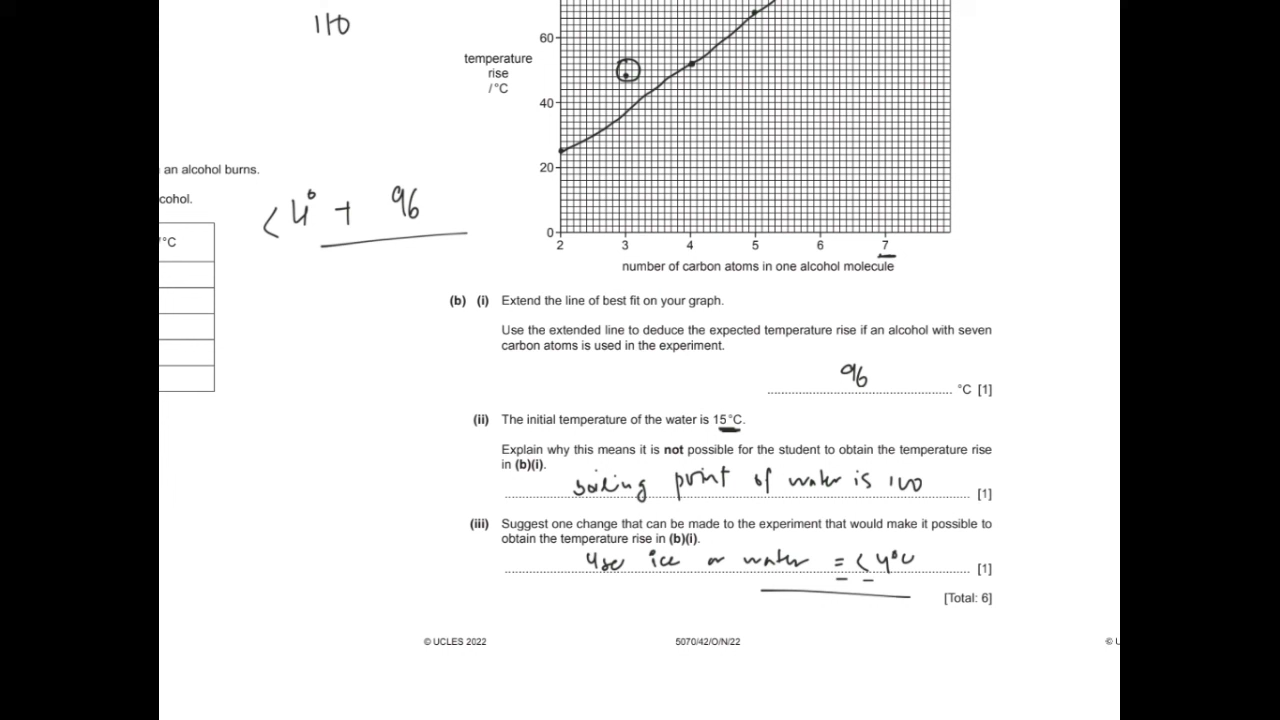 110
60
temperature
rise
/°C
40
20
0
2 3 4 5 6 7
number of carbon atoms in one alcohol molecule
an alcohol burns.
cohol.
/°C
< 4° + 96
(b) (i) Extend the line of best fit on your graph.
Use the extended line to deduce the expected temperature rise if an alcohol with seven
carbon atoms is used in the experiment.
96
°C [1]
(ii) The initial temperature of the water is 15°C.
Explain why this means it is not possible for the student to obtain the temperature rise
in (b)(i).
boiling point of water is 100
[1]
(iii) Suggest one change that can be made to the experiment that would make it possible to
obtain the temperature rise in (b)(i).
Use ice or water = < 4°C
[1]
[Total: 6]
© UCLES 2022 5070/42/O/N/22 © U